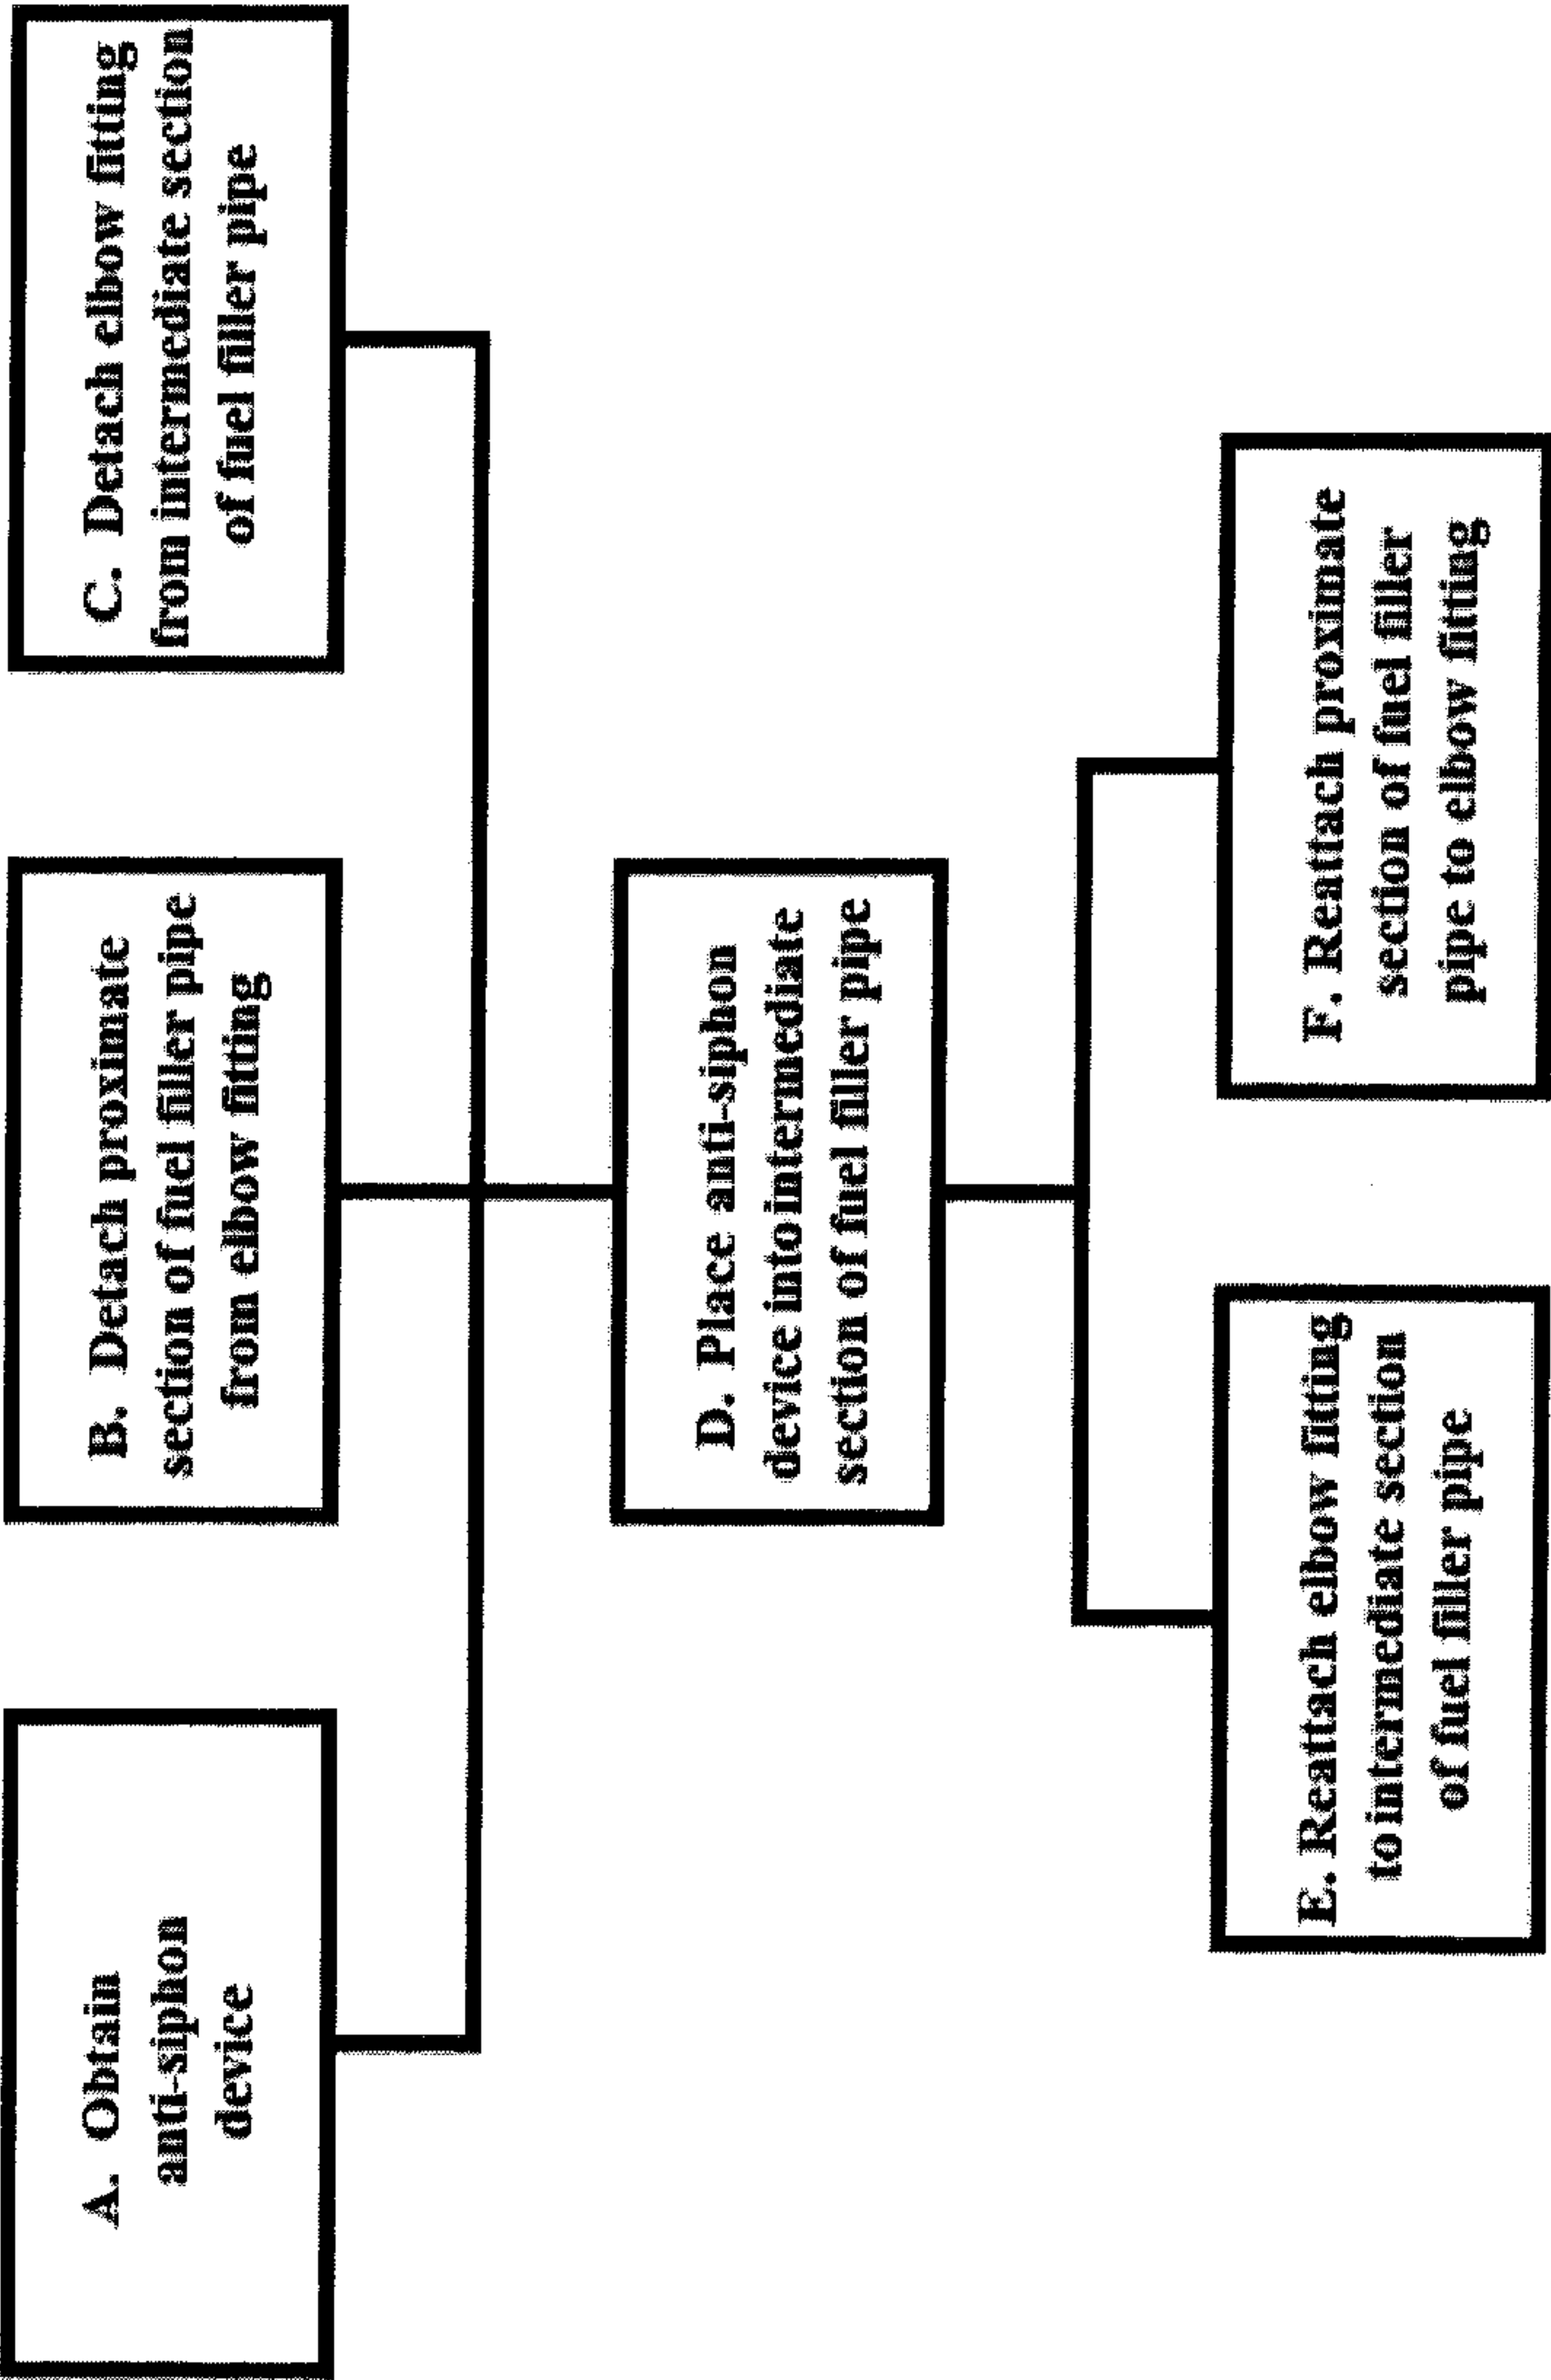 A. Obtain
anti-siphon
device
B. Detach proximate
section of fuel filler pipe
from elbow fitting
C. Detach elbow fitting
from intermediate section
of fuel filler pipe
D. Place anti-siphon
device into intermediate
section of fuel filler pipe
E. Reattach elbow fitting
to intermediate section
of fuel filler pipe
F. Reattach proximate
section of fuel filler
pipe to elbow fitting